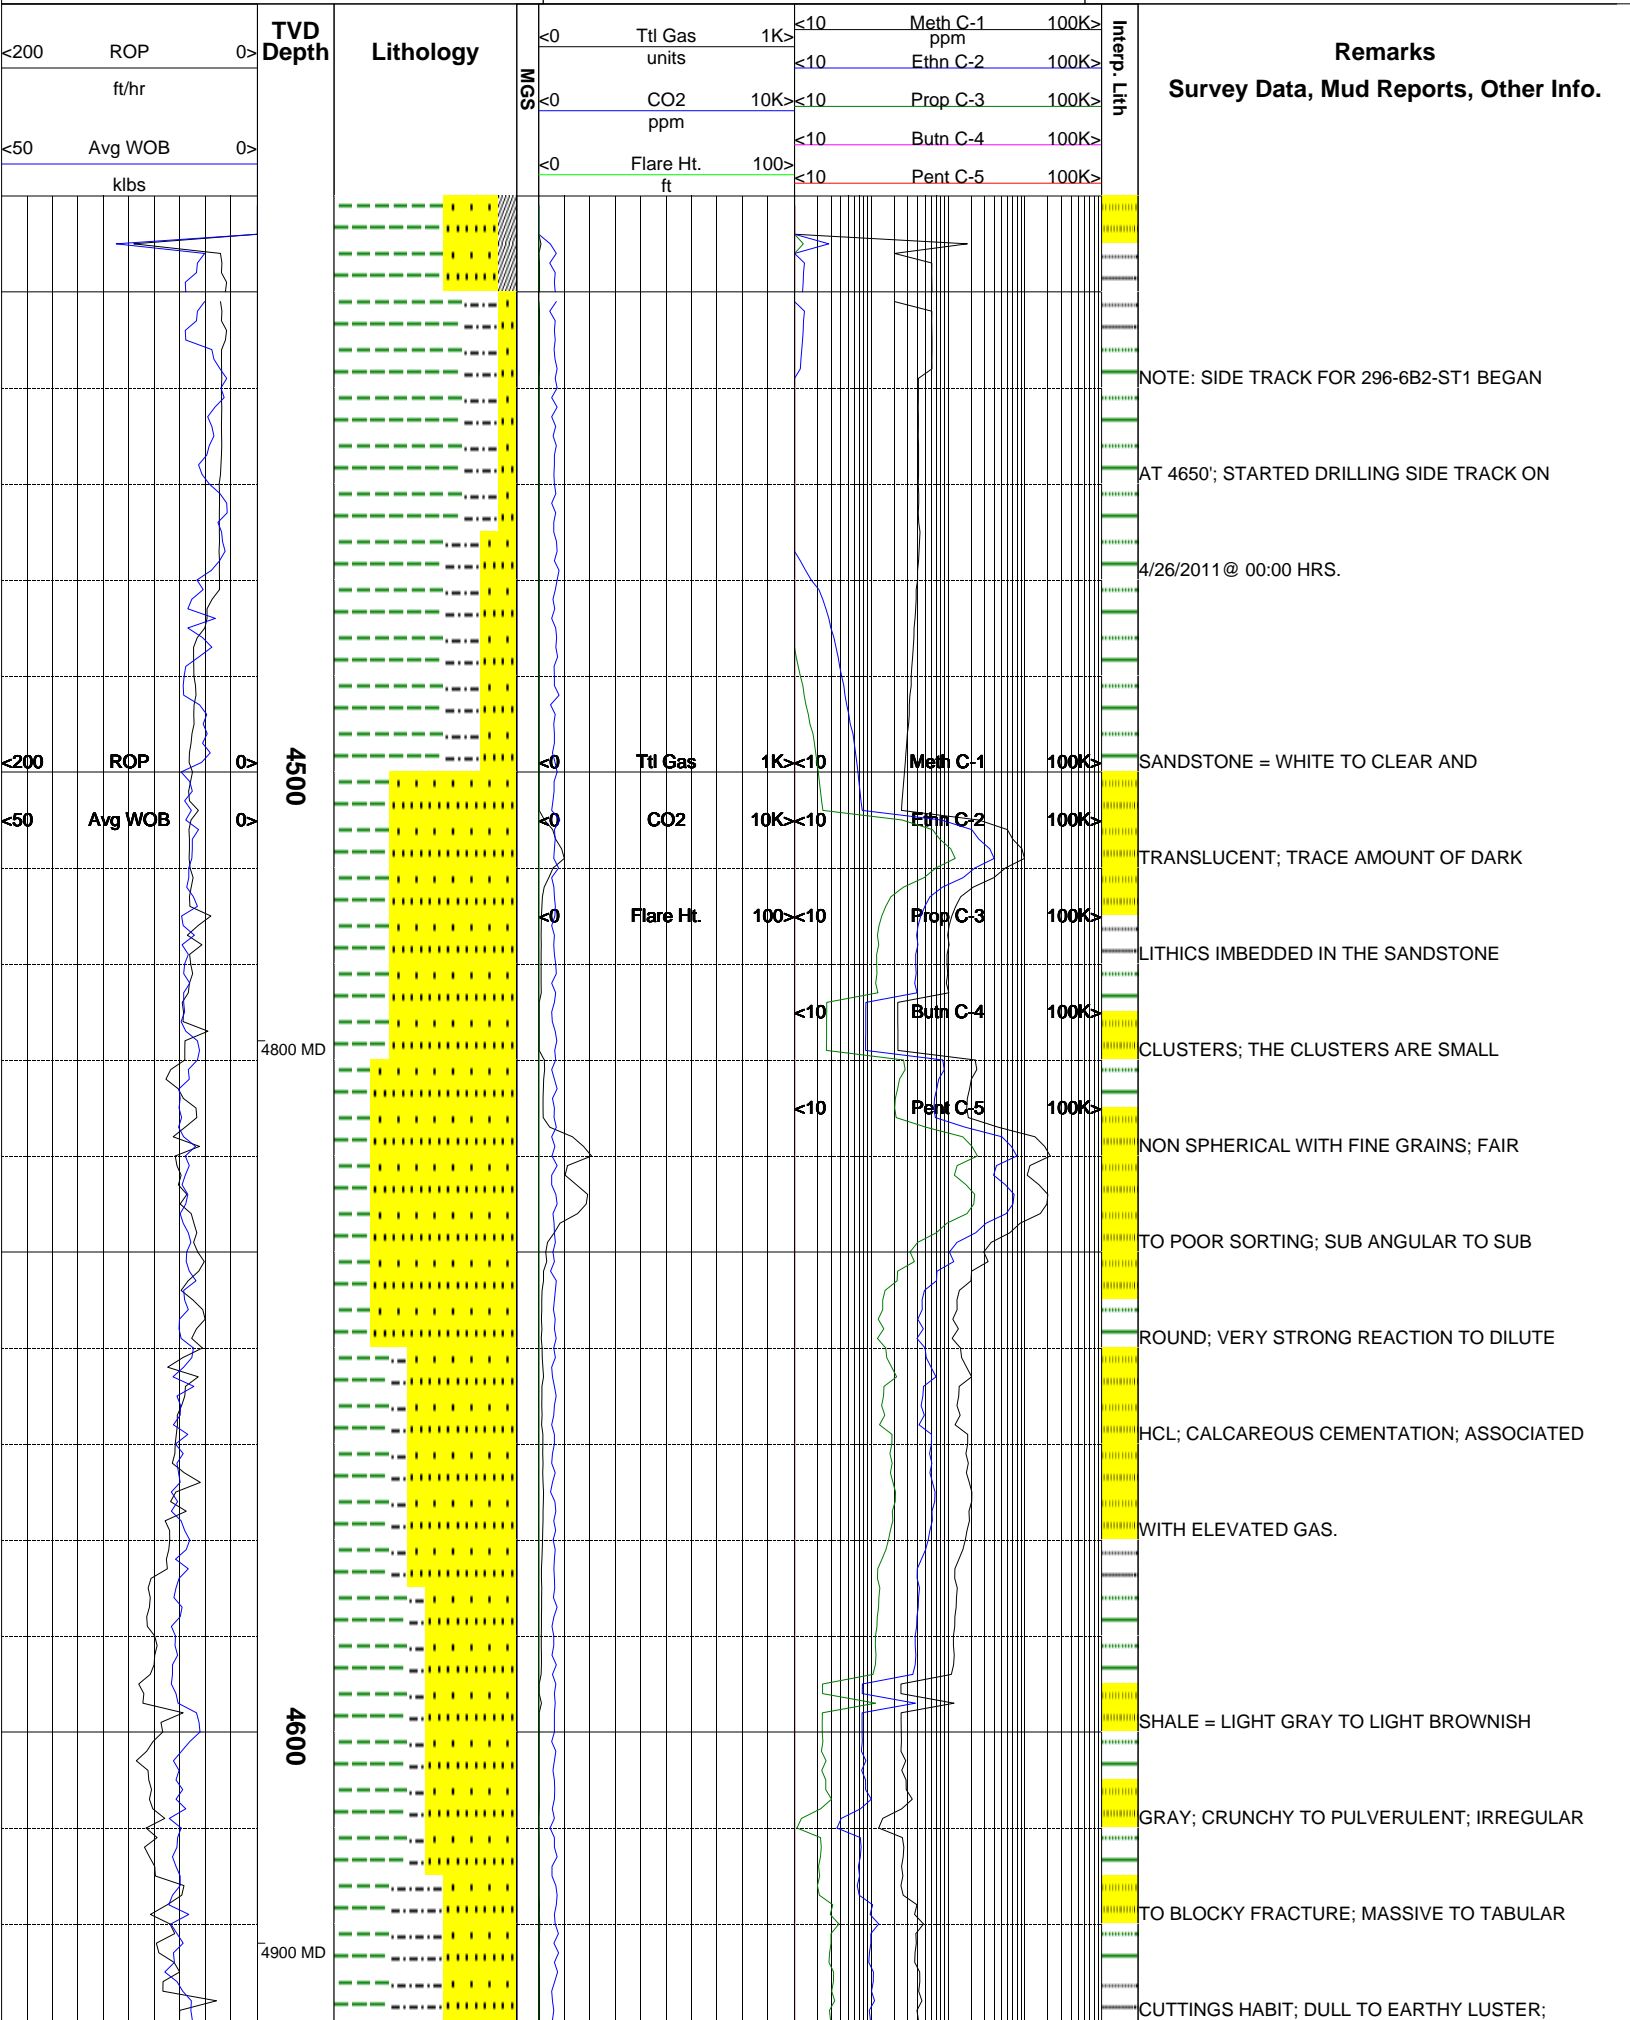 <200 ROP 0>
ft/hr
<50 Avg WOB 0>
klbs
TVD
Depth
Lithology
MGS
<0 Ttl Gas 1K>
units
<0 CO2 10K>
ppm
<0 Flare Ht. 100>
ft
<10 Meth C-1 100K>
ppm
<10 Ethn C-2 100K>
<10 Prop C-3 100K>
<10 Butn C-4 100K>
<10 Pent C-5 100K>
Interp. Lith
Remarks
Survey Data, Mud Reports, Other Info.
NOTE: SIDE TRACK FOR 296-6B2-ST1 BEGAN
AT 4650'; STARTED DRILLING SIDE TRACK ON
4/26/2011@ 00:00 HRS.
<200 ROP 0>
4500
<0 Ttl Gas 1K>
<10 Meth C-1 100K>
SANDSTONE = WHITE TO CLEAR AND
<50 Avg WOB 0>
<0 CO2 10K>
<10 Ethn C-2 100K>
TRANSLUCENT; TRACE AMOUNT OF DARK
<0 Flare Ht. 100>
<10 Prop C-3 100K>
LITHICS IMBEDDED IN THE SANDSTONE
<10 Butn C-4 100K>
4800 MD
CLUSTERS; THE CLUSTERS ARE SMALL
<10 Pent C-5 100K>
NON SPHERICAL WITH FINE GRAINS; FAIR
TO POOR SORTING; SUB ANGULAR TO SUB
ROUND; VERY STRONG REACTION TO DILUTE
HCL; CALCAREOUS CEMENTATION; ASSOCIATED
WITH ELEVATED GAS.
4600
SHALE = LIGHT GRAY TO LIGHT BROWNISH
GRAY; CRUNCHY TO PULVERULENT; IRREGULAR
TO BLOCKY FRACTURE; MASSIVE TO TABULAR
4900 MD
CUTTINGS HABIT; DULL TO EARTHY LUSTER;